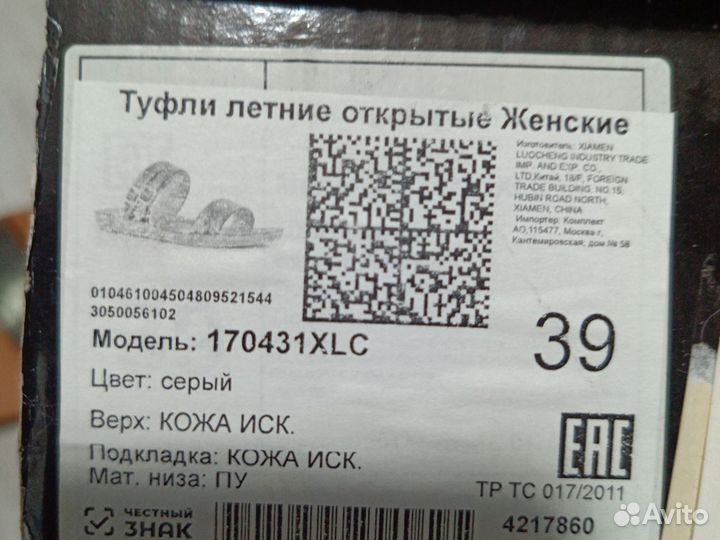 Туфли летние открытые Женские
Изготовитель: XIAMEN
LUOCHENG INDUSTRY TRADE
IMP. AND EXP. CO.,
LTD,Китай, 18/F, FOREIGN
TRADE BUILDING, NO.15,
HUBIN ROAD NORTH,
XIAMEN, CHINA
Импортер: Комплект
АО,115477, Москва г,
Кантемировская, дом № 58
010461004504809521544
3050056102
Модель: 170431XLC
39
Цвет: серый
Верх: КОЖА ИСК.
Подкладка: КОЖА ИСК.
Мат. низа: ПУ
EAC
ТР ТС 017/2011
ЧЕСТНЫЙ
ЗНАК
4217860
Avito